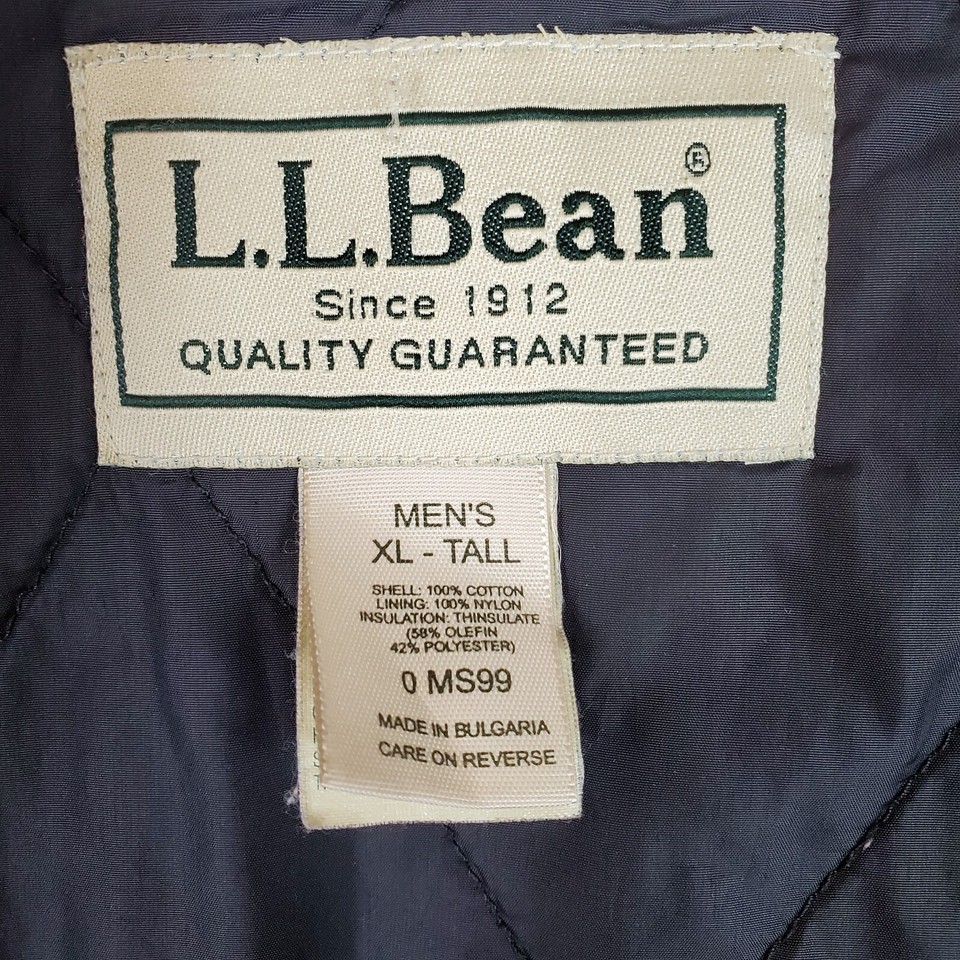 L.L.Bean®
Since 1912
QUALITY GUARANTEED
MEN'S
XL - TALL
SHELL: 100% COTTON
LINING: 100% NYLON
INSULATION: THINSULATE
(58% OLEFIN
42% POLYESTER)
0 MS99
MADE IN BULGARIA
CARE ON REVERSE